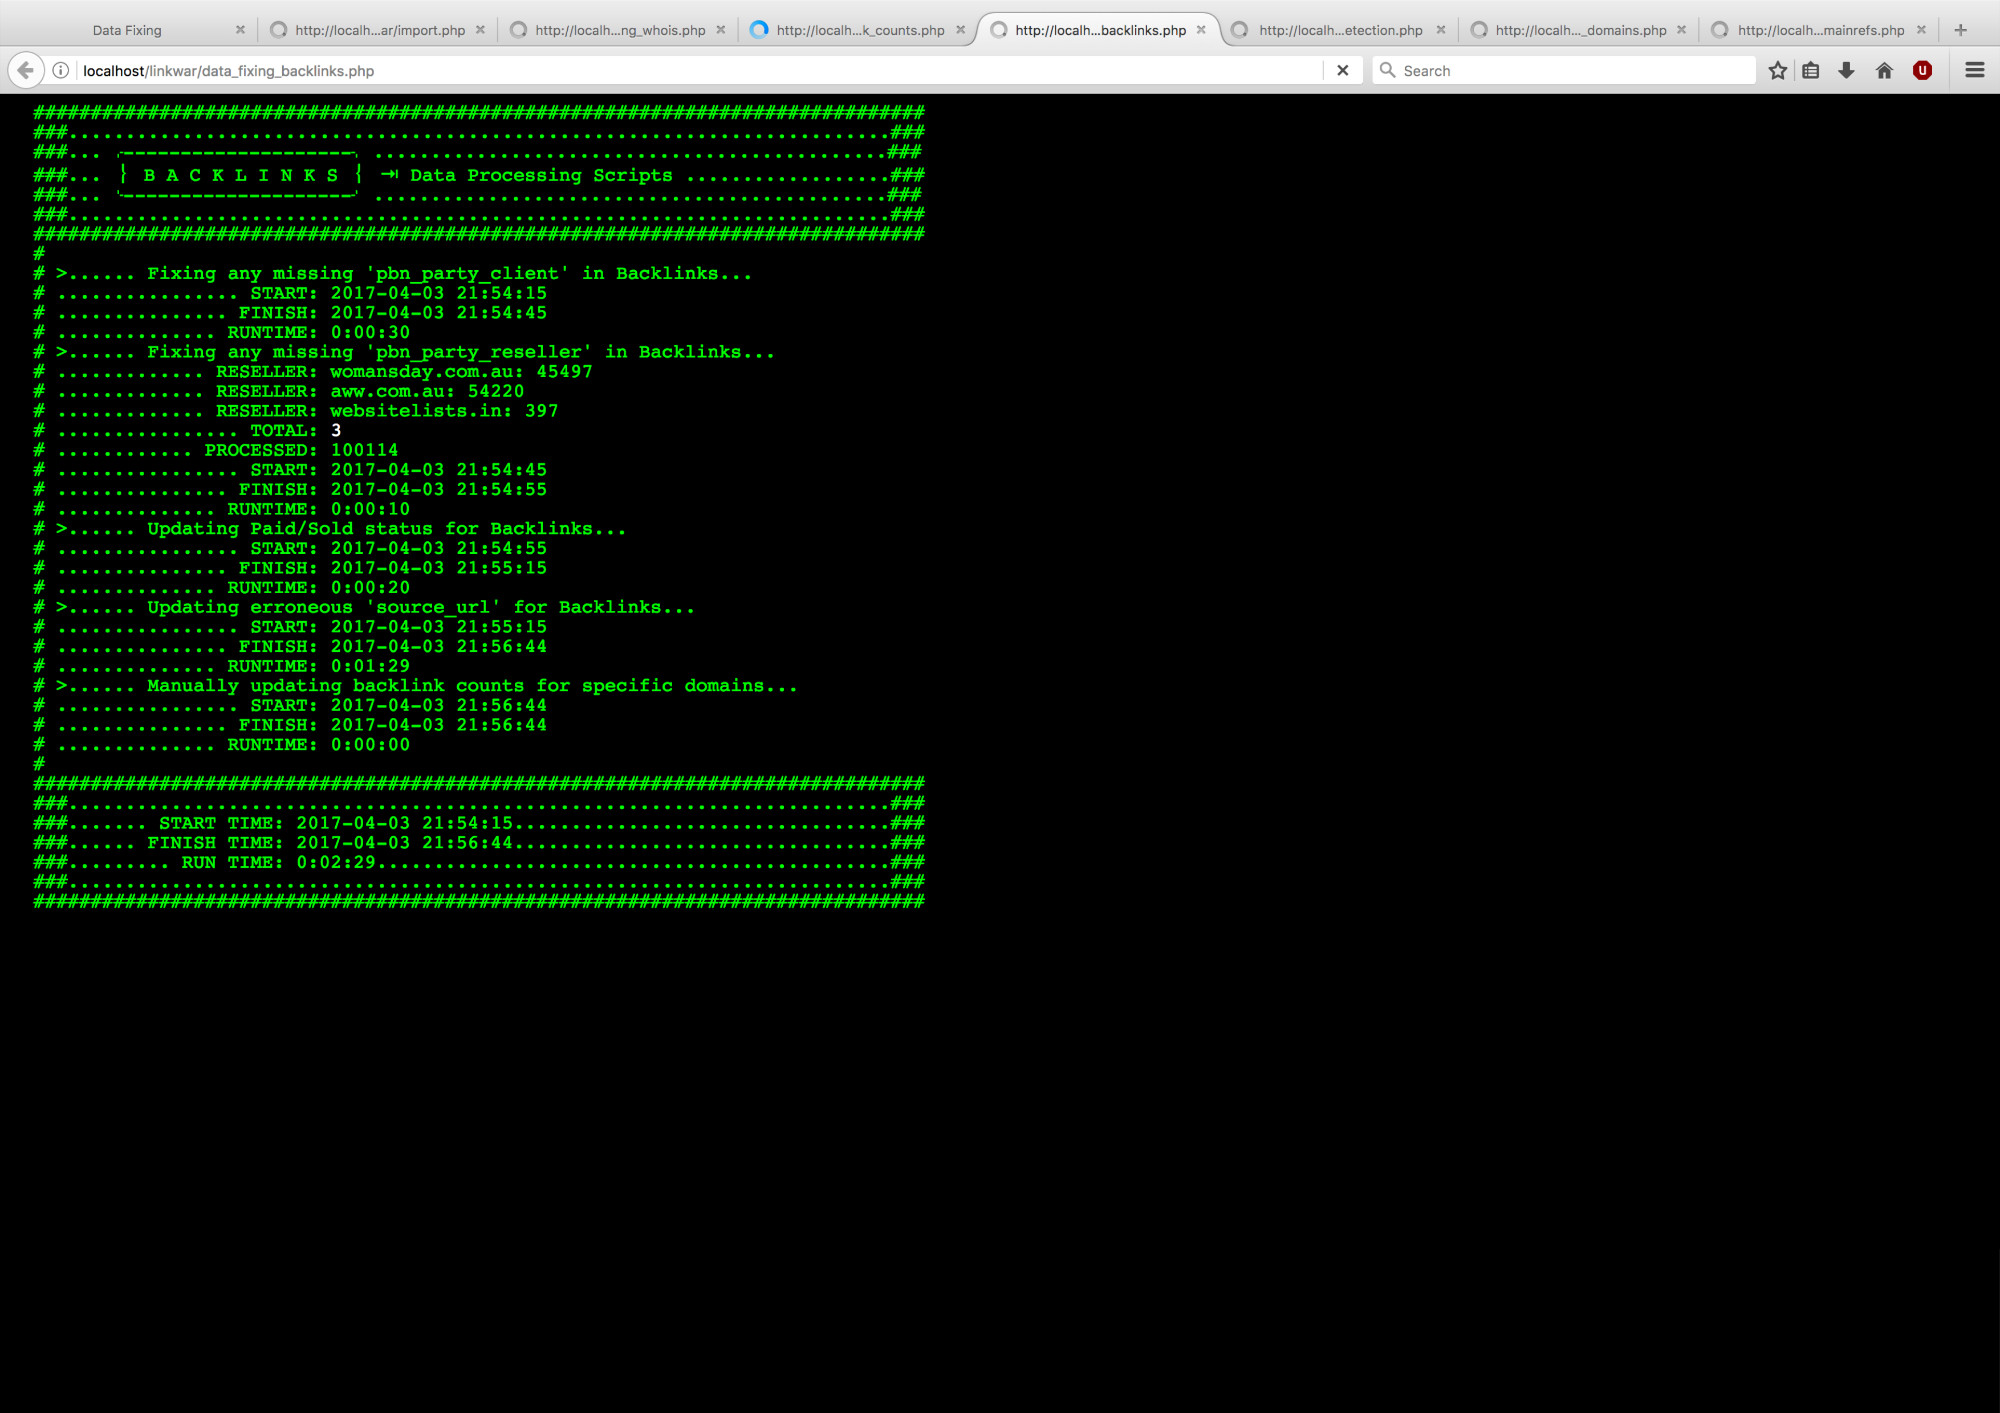 Data Fixing
http://localh...ar/import.php
http://localh...ng_whois.php
http://localh...k_counts.php
http://localh...backlinks.php
http://localh...etection.php
http://localh..._domains.php
http://localh...mainrefs.php
localhost/linkwar/data_fixing_backlinks.php
Search
##############################################################################
###........................................................................###
###... ,--------------------, .............................................###
###... } B A C K L I N K S { ⇥ Data Processing Scripts ..................###
###... '--------------------' .............................................###
###........................................................................###
##############################################################################
#
# >...... Fixing any missing 'pbn_party_client' in Backlinks...
# ................ START: 2017-04-03 21:54:15
# ............... FINISH: 2017-04-03 21:54:45
# .............. RUNTIME: 0:00:30
# >...... Fixing any missing 'pbn_party_reseller' in Backlinks...
# ............. RESELLER: womansday.com.au: 45497
# ............. RESELLER: aww.com.au: 54220
# ............. RESELLER: websitelists.in: 397
# ................ TOTAL: 3
# ............ PROCESSED: 100114
# ................ START: 2017-04-03 21:54:45
# ............... FINISH: 2017-04-03 21:54:55
# .............. RUNTIME: 0:00:10
# >...... Updating Paid/Sold status for Backlinks...
# ................ START: 2017-04-03 21:54:55
# ............... FINISH: 2017-04-03 21:55:15
# .............. RUNTIME: 0:00:20
# >...... Updating erroneous 'source_url' for Backlinks...
# ................ START: 2017-04-03 21:55:15
# ............... FINISH: 2017-04-03 21:56:44
# .............. RUNTIME: 0:01:29
# >...... Manually updating backlink counts for specific domains...
# ................ START: 2017-04-03 21:56:44
# ............... FINISH: 2017-04-03 21:56:44
# .............. RUNTIME: 0:00:00
#
##############################################################################
###........................................................................###
###....... START TIME: 2017-04-03 21:54:15.................................###
###...... FINISH TIME: 2017-04-03 21:56:44.................................###
###......... RUN TIME: 0:02:29.............................................###
###........................................................................###
##############################################################################